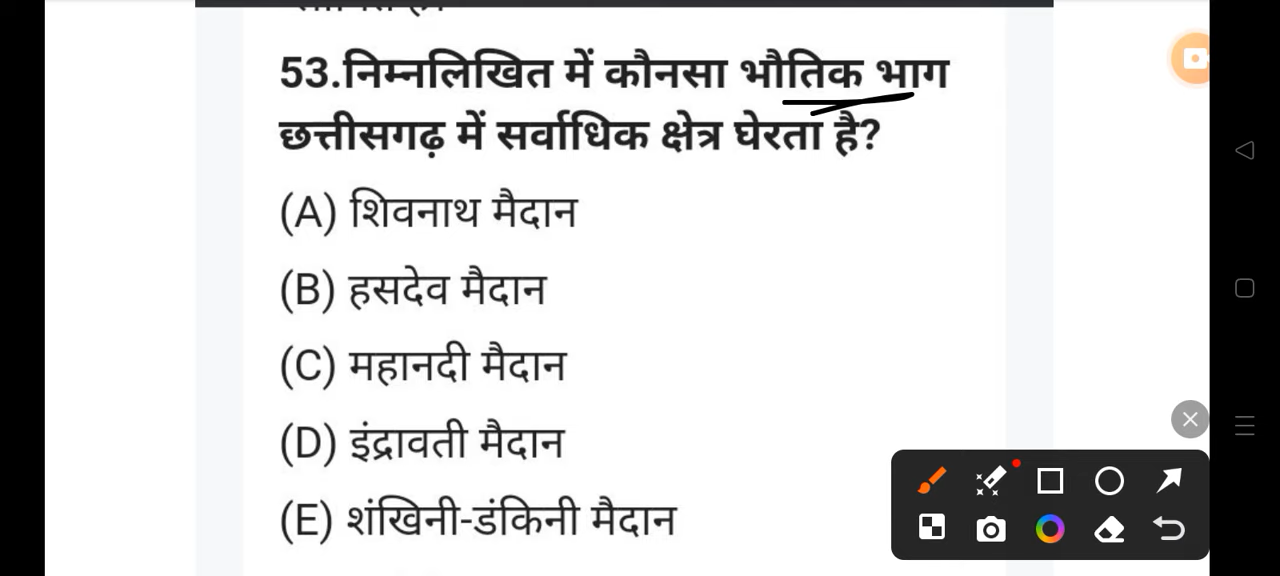 53.निम्नलिखित में कौनसा भौतिक भाग
छत्तीसगढ़ में सर्वाधिक क्षेत्र घेरता है?
(A) शिवनाथ मैदान
(B) हसदेव मैदान
(C) महानदी मैदान
(D) इंद्रावती मैदान
(E) शंखिनी-डंकिनी मैदान